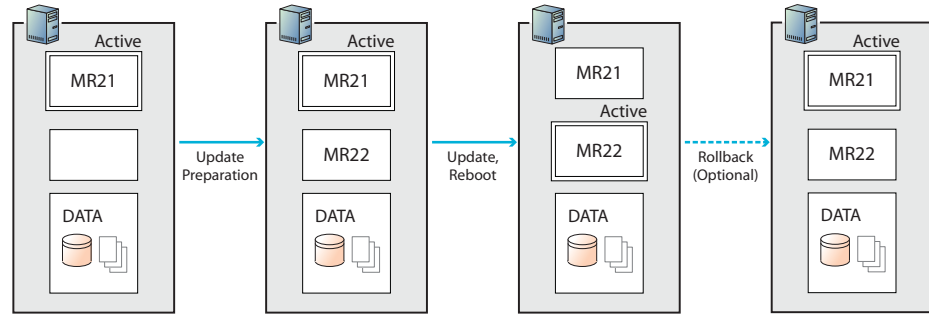 Active
MR21
DATA
Update
Preparation
Active
MR21
MR22
DATA
Update,
Reboot
MR21
Active
MR22
DATA
Rollback
(Optional)
Active
MR21
MR22
DATA